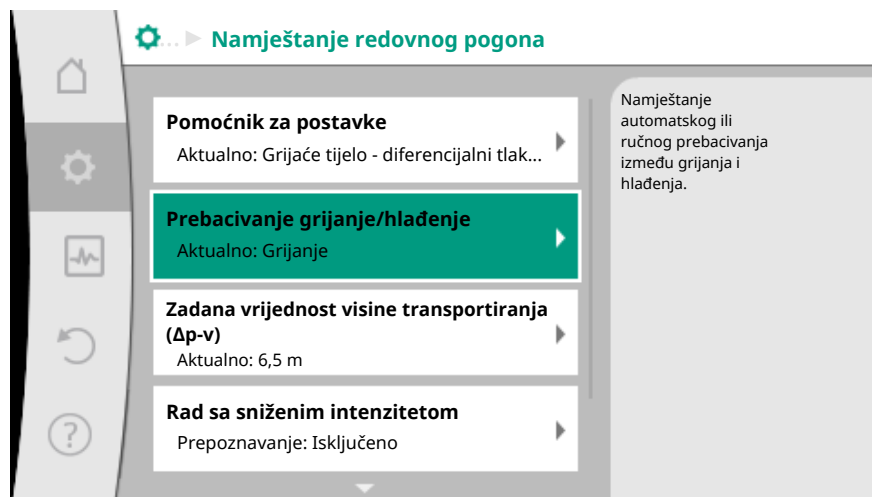 ... Namještanje redovnog pogona
Pomoćnik za postavke
Aktualno: Grijaće tijelo - diferencijalni tlak...
Prebacivanje grijanje/hlađenje
Aktualno: Grijanje
Zadana vrijednost visine transportiranja
(Δp-v)
Aktualno: 6,5 m
Rad sa sniženim intenzitetom
Prepoznavanje: Isključeno
Namještanje
automatskog ili
ručnog prebacivanja
između grijanja i
hlađenja.